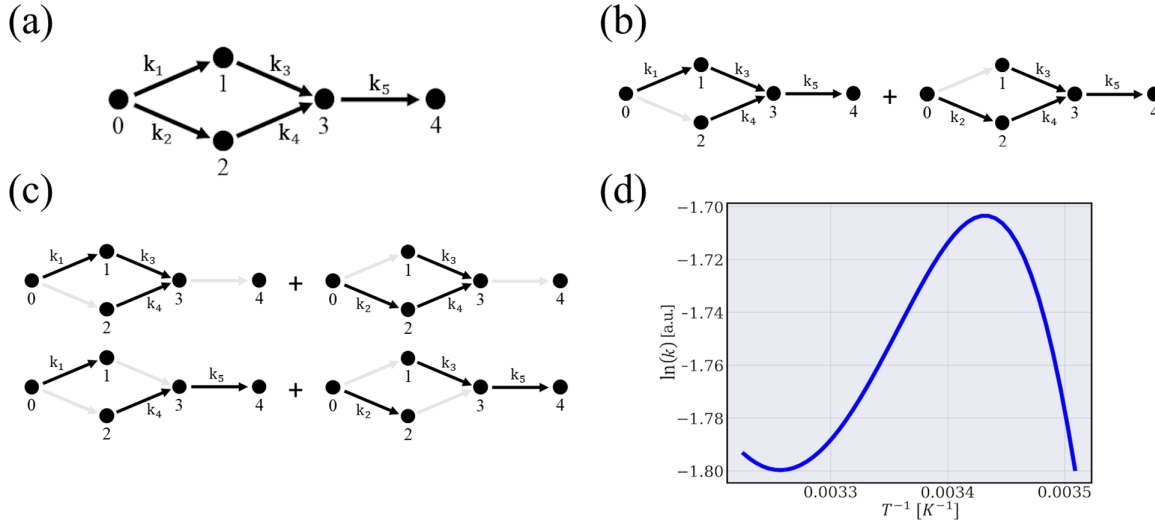 (a)
k₁
k₃
k₅
1
0
3
4
k₂
k₄
2
(b)
k₁
k₃
k₅
1
0
3
4
k₄
2
+
k₃
k₅
1
0
3
4
k₂
k₄
2
(c)
k₁
k₃
1
0
3
4
k₄
2
+
k₃
1
0
3
4
k₂
k₄
2
k₁
k₅
1
0
3
4
k₄
2
+
k₃
k₅
1
0
3
4
k₂
2
(d)
−1.70
−1.72
−1.74
−1.76
−1.78
−1.80
ln(k) [a.u.]
0.0033 0.0034 0.0035
T⁻¹ [K⁻¹]